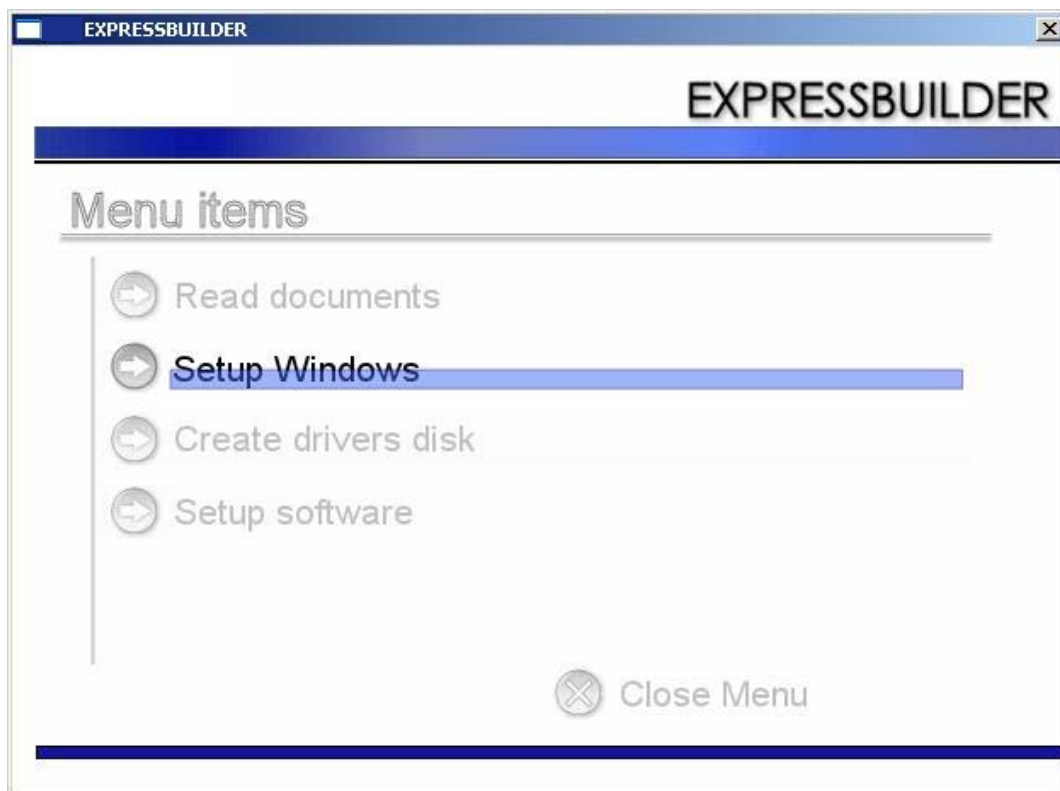 EXPRESSBUILDER
EXPRESSBUILDER
Menu items
Read documents
Setup Windows
Create drivers disk
Setup software
Close Menu